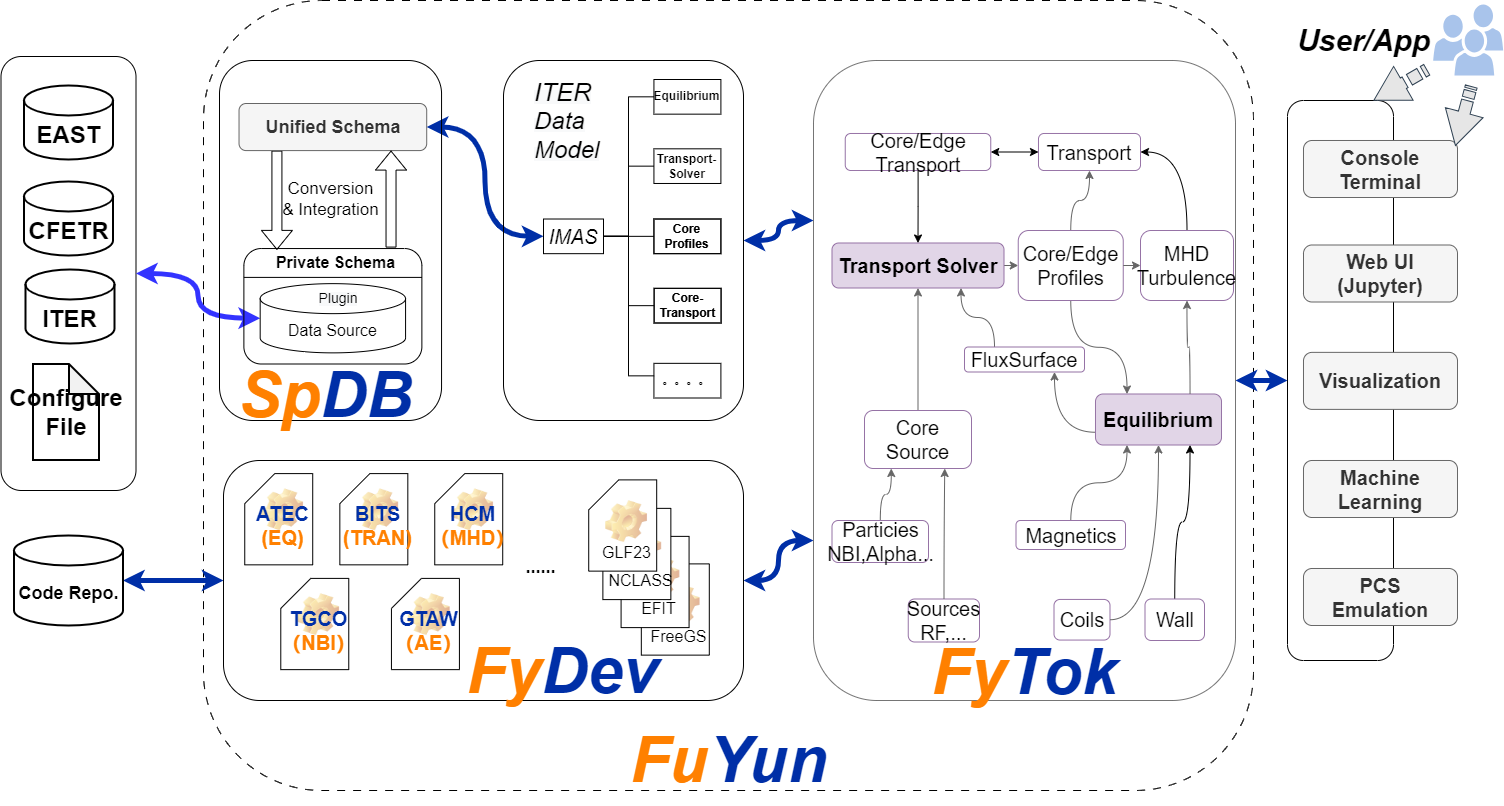 User/App
EAST
CFETR
ITER
Configure
File
Code Repo.
Unified Schema
Conversion
& Integration
Private Schema
Plugin
Data Source
SpDB
ITER
Data
Model
IMAS
Equilibrium
Transport-
Solver
Core
Profiles
Core-
Transport
。。。。
ATEC
(EQ)
BITS
(TRAN)
HCM
(MHD)
TGCO
(NBI)
GTAW
(AE)
......
GLF23
NCLASS
EFIT
FreeGS
FyDev
Core/Edge
Transport
Transport
Transport Solver
Core/Edge
Profiles
MHD
Turbulence
FluxSurface
Core
Source
Equilibrium
Particies
NBI,Alpha...
Magnetics
Sources
RF,...
Coils
Wall
FyTok
FuYun
Console
Terminal
Web UI
(Jupyter)
Visualization
Machine
Learning
PCS
Emulation